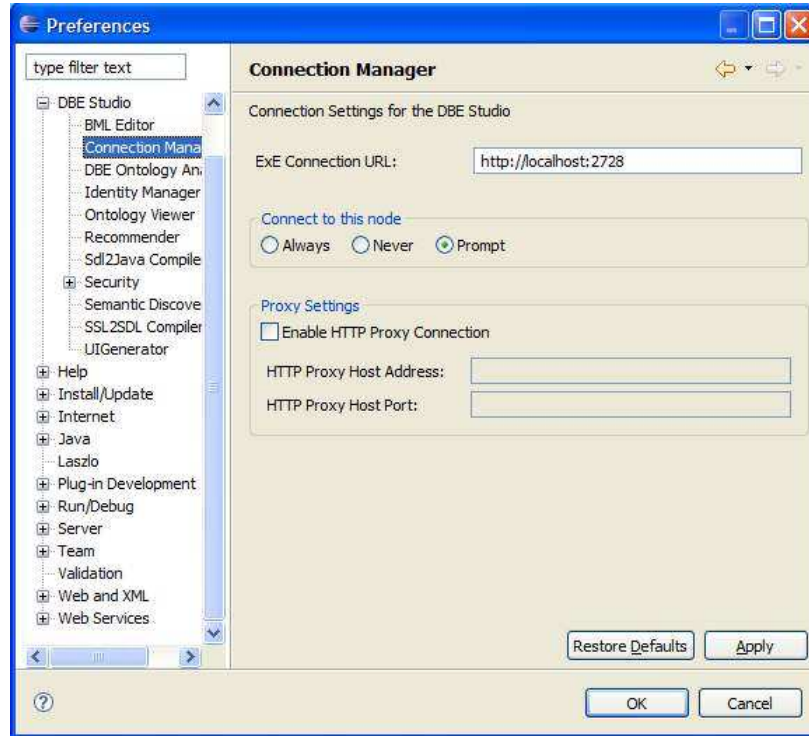 Preferences
type filter text
DBE Studio
BML Editor
Connection Mana
DBE Ontology An
Identity Manager
Ontology Viewer
Recommender
Sdl2Java Compile
Security
Semantic Discove
SSL2SDL Compiler
UIGenerator
Help
Install/Update
Internet
Java
Laszlo
Plug-in Development
Run/Debug
Server
Team
Validation
Web and XML
Web Services
Connection Manager
Connection Settings for the DBE Studio
ExE Connection URL: http://localhost:2728
Connect to this node
Always Never Prompt
Proxy Settings
Enable HTTP Proxy Connection
HTTP Proxy Host Address:
HTTP Proxy Host Port:
Restore Defaults Apply
? OK Cancel